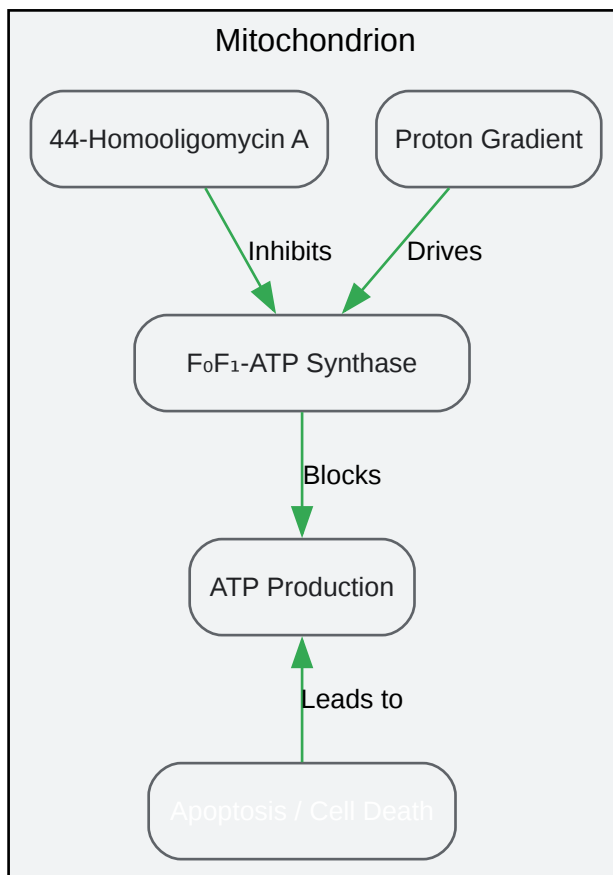 Mitochondrion
44-Homooligomycin A
Proton Gradient
Inhibits
Drives
F₀F₁-ATP Synthase
Blocks
ATP Production
Leads to
Apoptosis / Cell Death